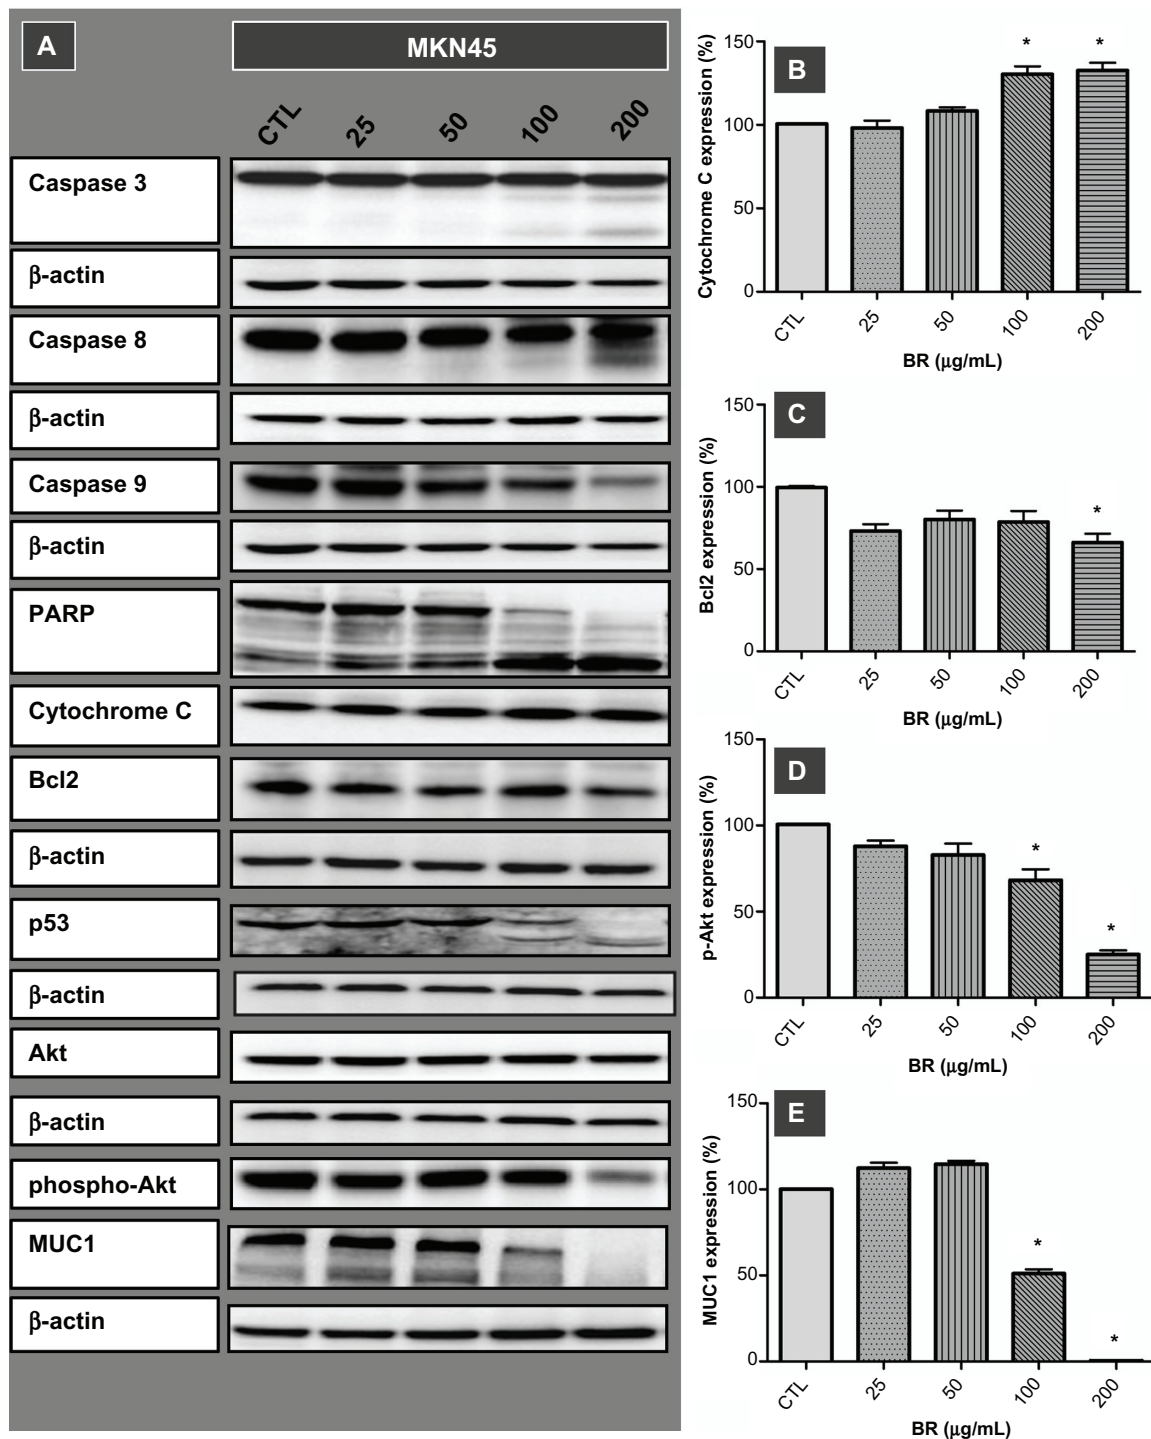 A
MKN45
CTL 25 50 100 200
Caspase 3
β-actin
Caspase 8
β-actin
Caspase 9
β-actin
PARP
Cytochrome C
Bcl2
β-actin
p53
β-actin
Akt
β-actin
phospho-Akt
MUC1
β-actin
B
Cytochrome C expression (%)
150
100
50
0
* *
CTL 25 50 100 200
BR (μg/mL)
C
Bcl2 expression (%)
150
100
50
0
*
CTL 25 50 100 200
BR (μg/mL)
D
p-Akt expression (%)
150
100
50
0
*
*
CTL 25 50 100 200
BR (μg/mL)
E
MUC1 expression (%)
150
100
50
0
*
*
CTL 25 50 100 200
BR (μg/mL)